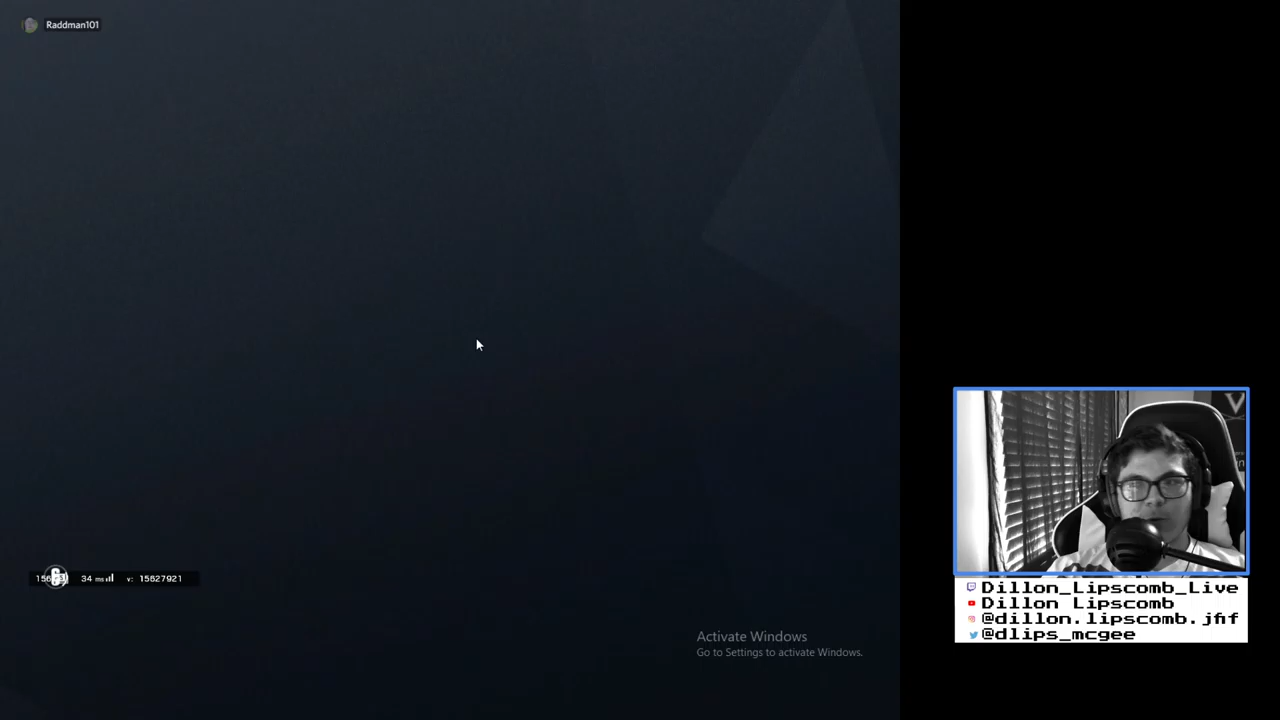 Raddman101
34 ms v: 15627921
Activate Windows
Go to Settings to activate Windows.
Dillon_Lipscomb_Live
Dillon Lipscomb
@dillon.lipscomb.jfif
@dlips_mcgee